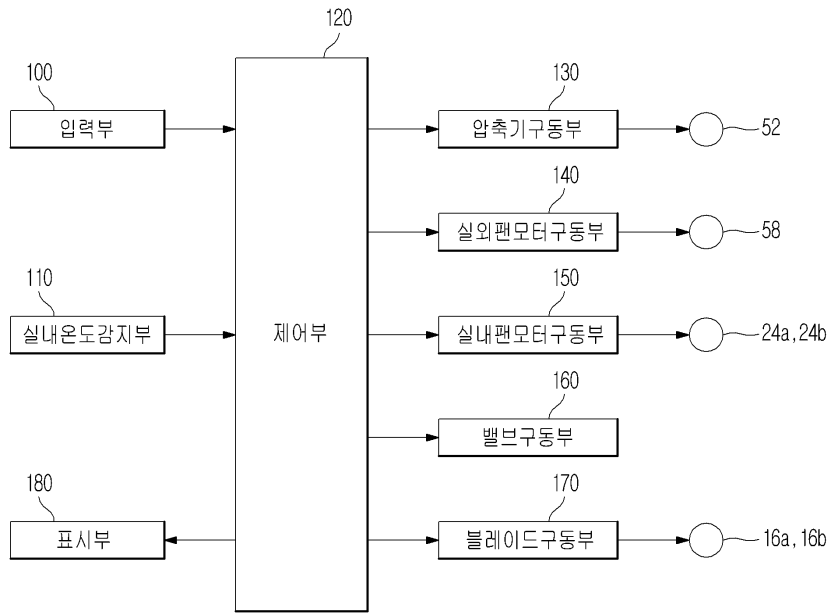 120
100
입력부
130
압축기구동부
52
140
실외팬모터구동부
58
110
실내온도감지부
제어부
150
실내팬모터구동부
24a, 24b
160
밸브구동부
180
표시부
170
블레이드구동부
16a, 16b